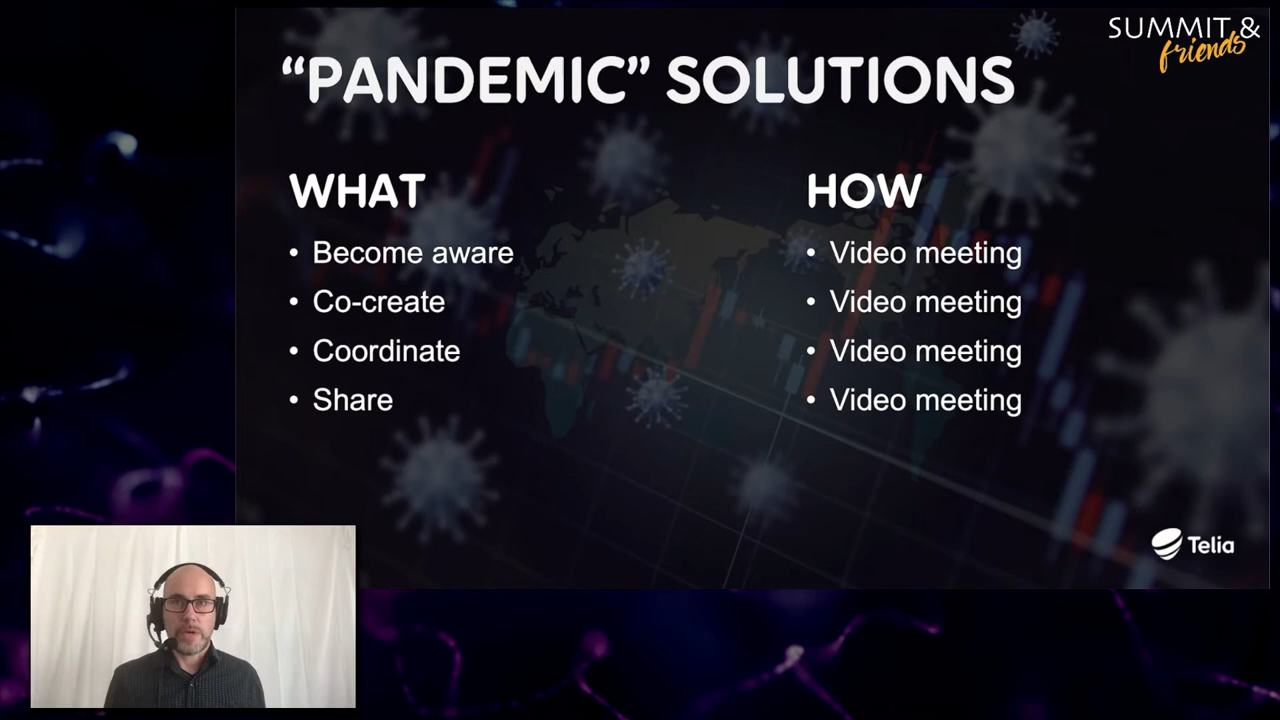 SUMMIT &
friends
“PANDEMIC” SOLUTIONS
WHAT
• Become aware
• Co-create
• Coordinate
• Share
HOW
• Video meeting
• Video meeting
• Video meeting
• Video meeting
Telia